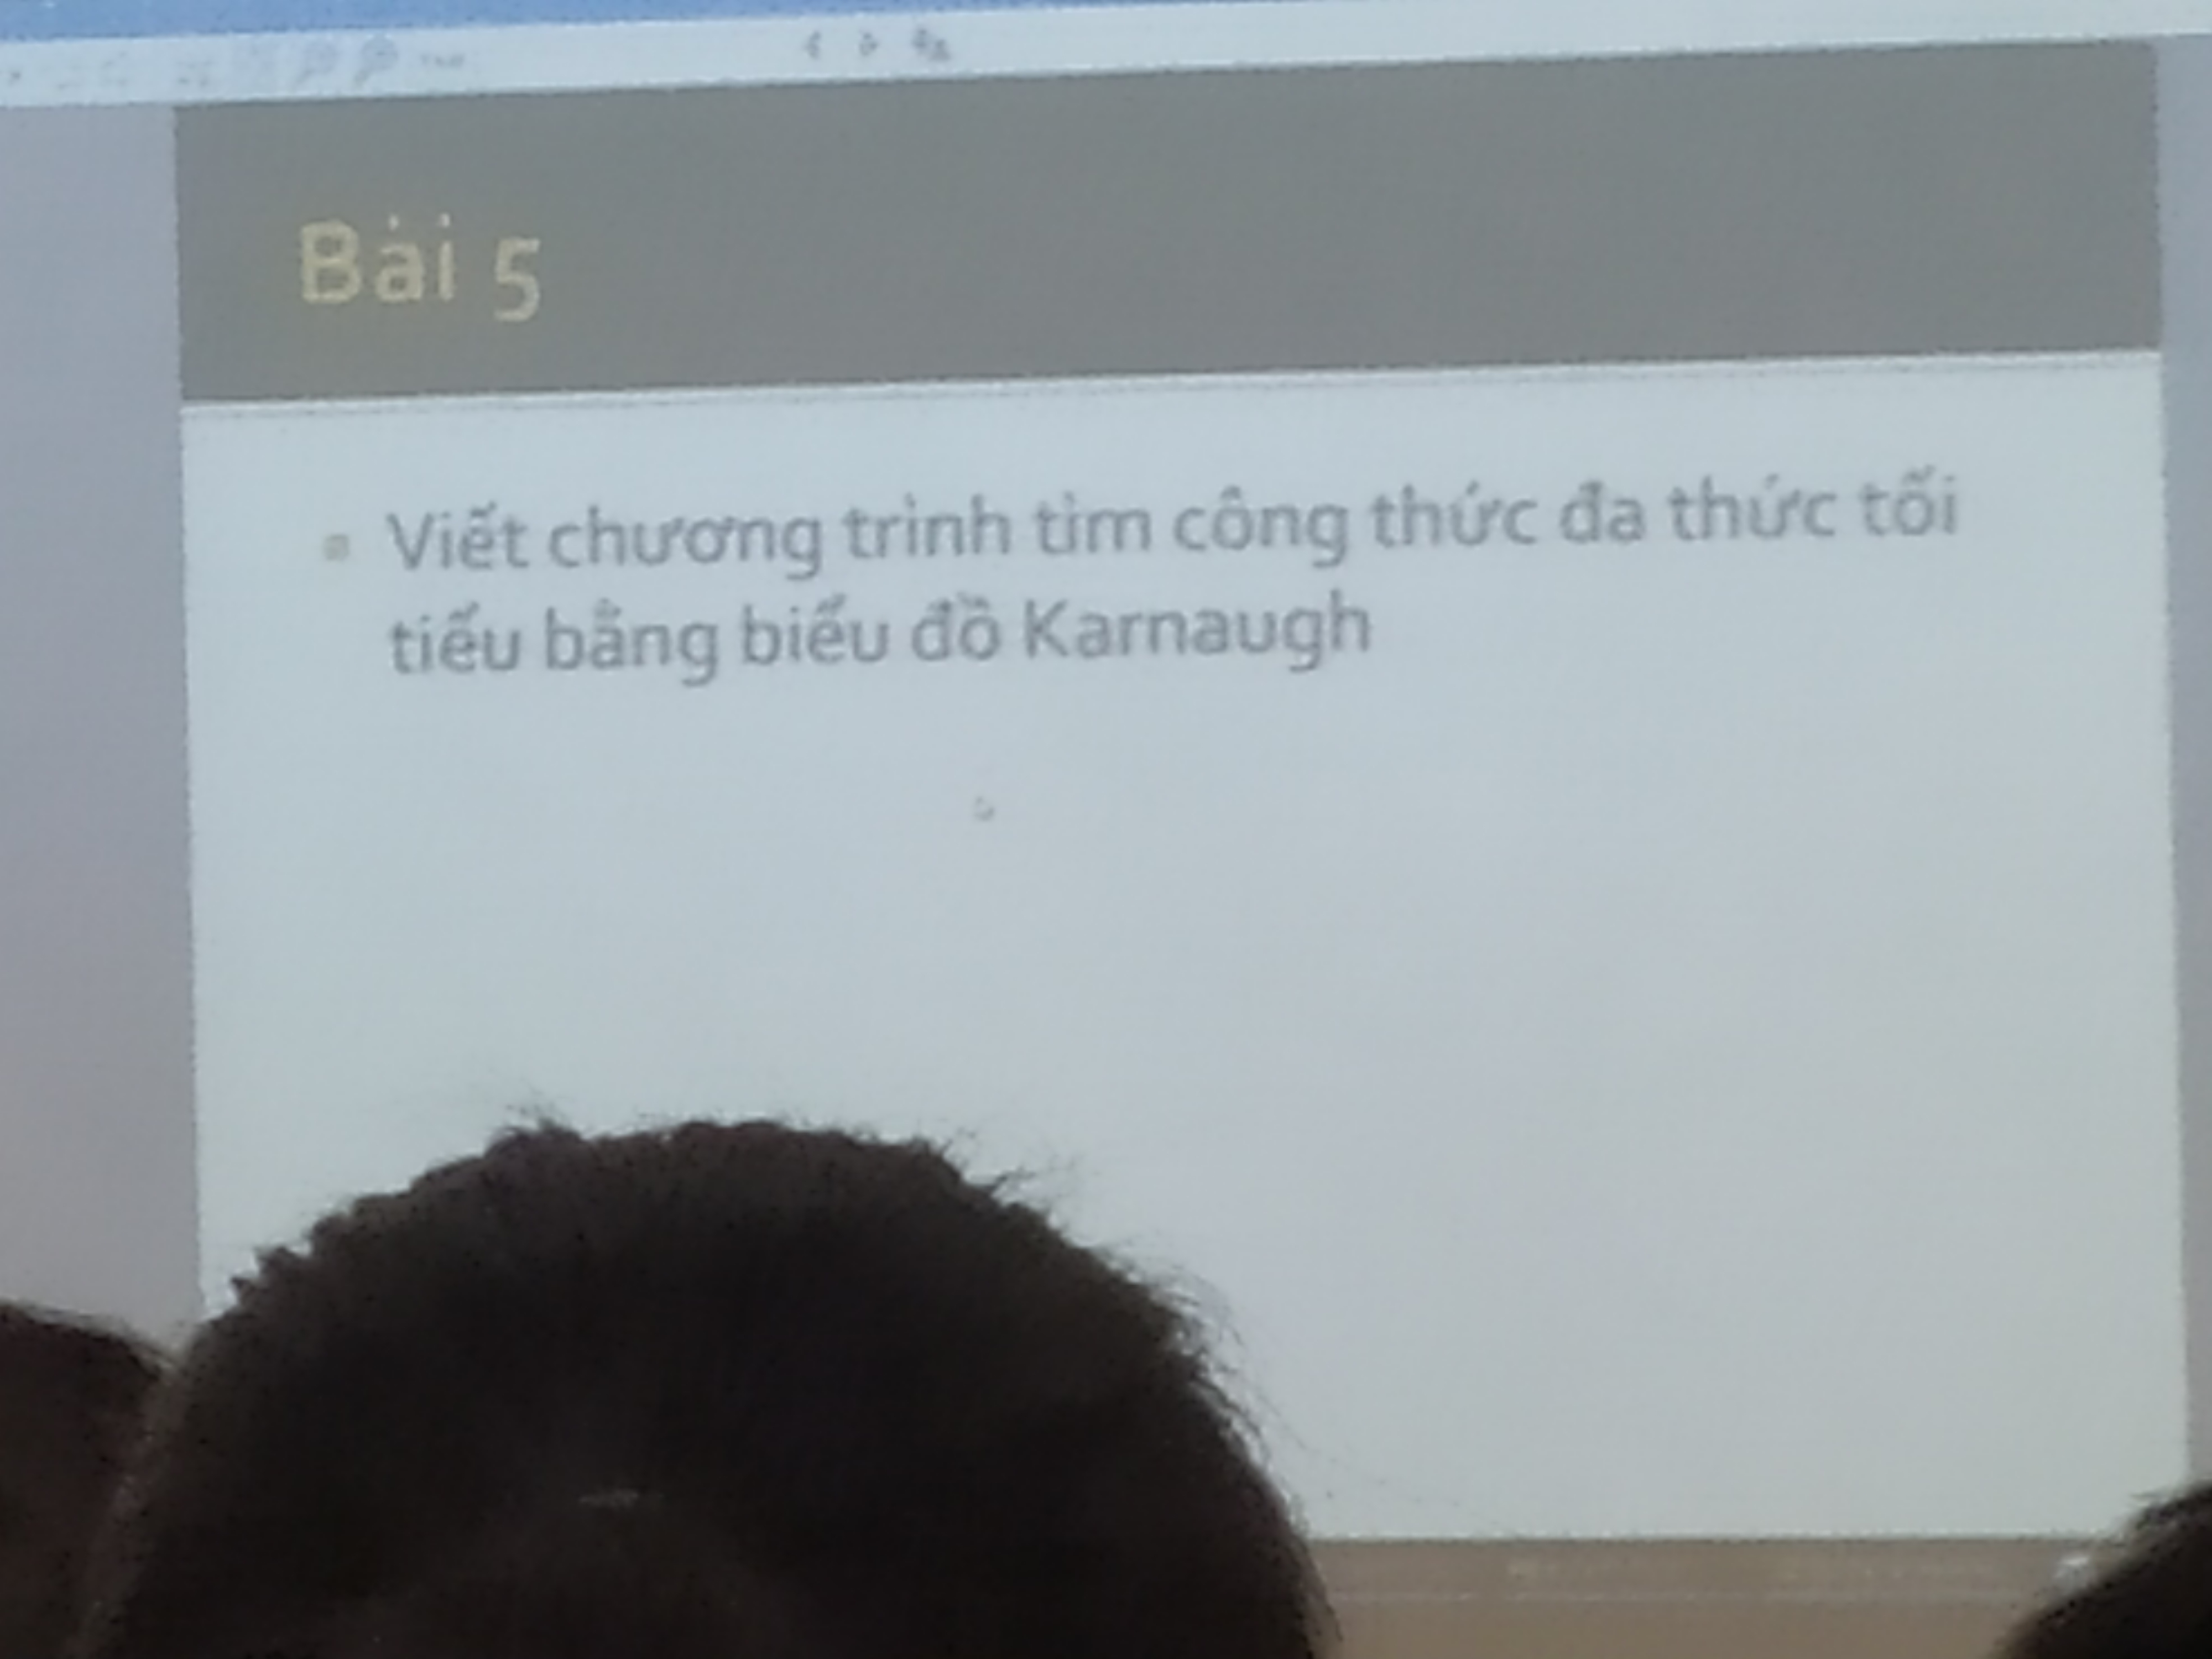 Bài 5
Viết chương trình tìm công thức đa thức tối
tiểu bằng biểu đồ Karnaugh